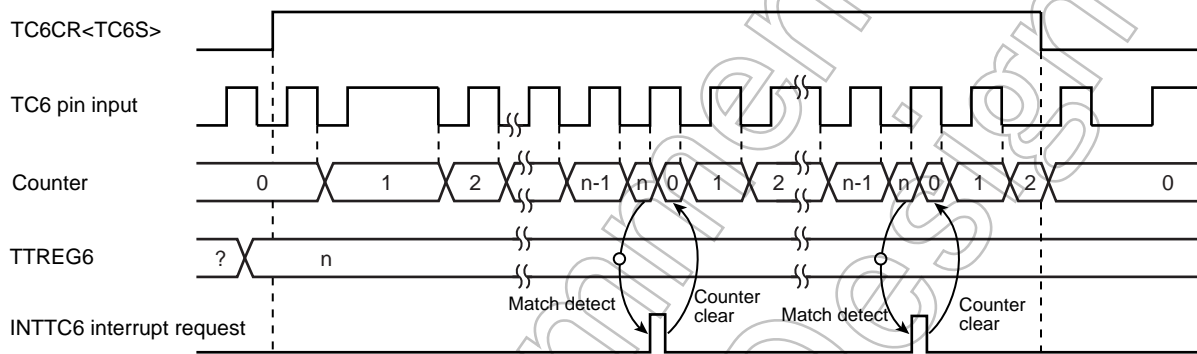 TC6CR<TC6S>
TC6 pin input
Counter
0 1 2 n-1 n 0 1 2 n-1 n 0 1 2 0
TTREG6
? n
Match detect
Counter
clear
Match detect
Counter
clear
INTTC6 interrupt request